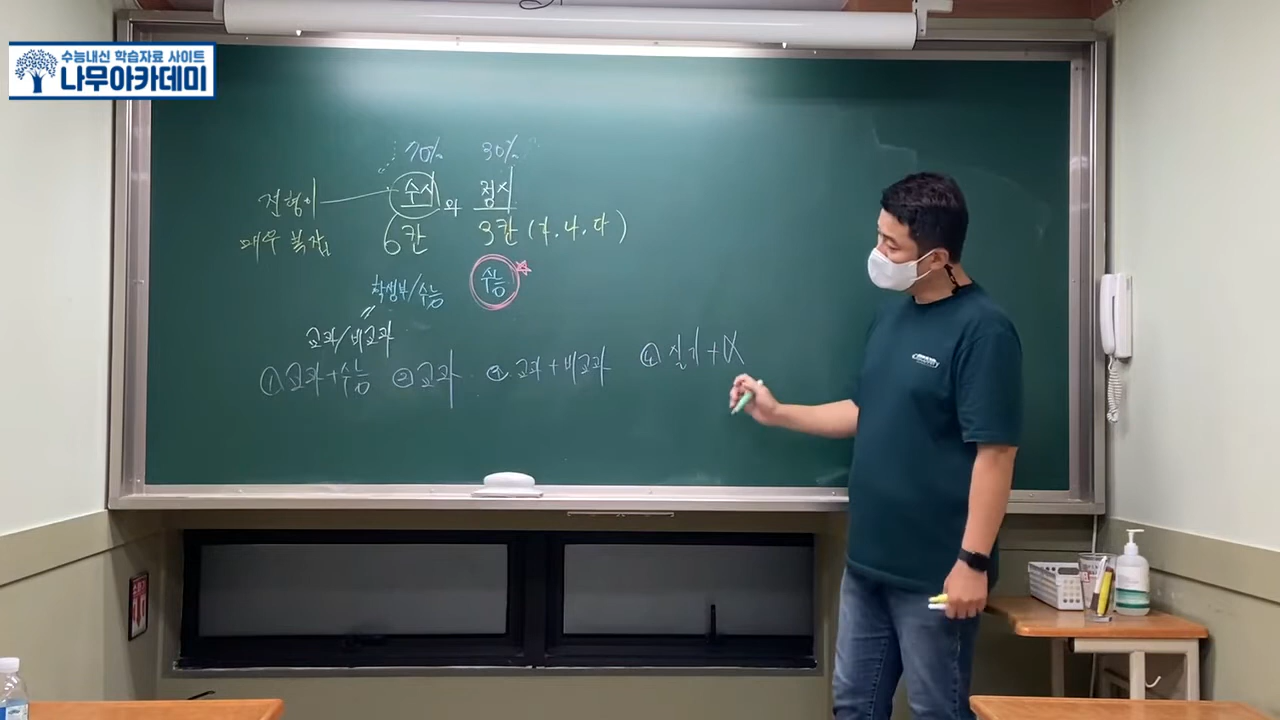 수능내신 학습자료 사이트
나무아카데미
70% 30%
전형이 수시 와 정시
매우 복잡 6칸 3칸 (가.나.다)
학생부/수능 수능
교과/비교과
① 교과+수능 ② 교과 ③ 교과+비교과 ④ 실기+α